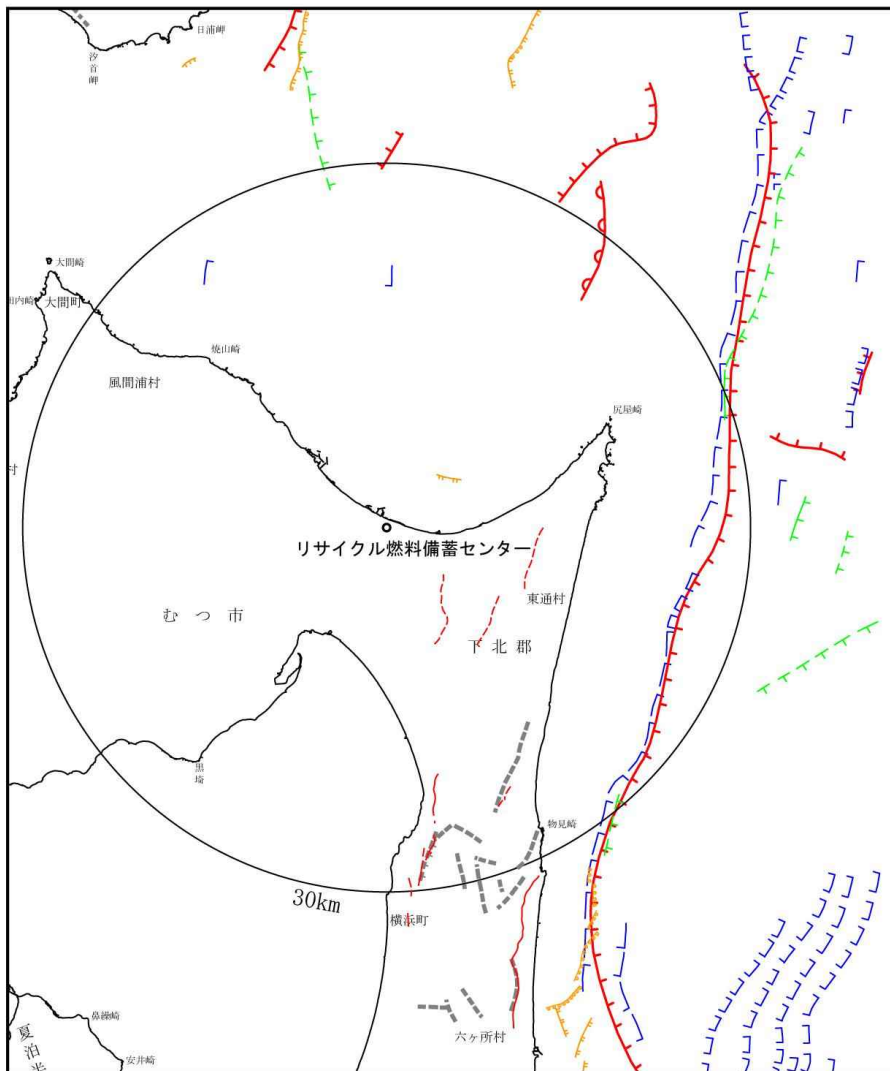 日浦岬
汐首岬
大間崎
大間町
焼山崎
風間浦村
尻屋崎
村
リサイクル燃料備蓄センター
むつ市
東通村
下北郡
黒埼
物見崎
30km
横浜町
六ヶ所村
鼻繰崎
安井崎
夏泊半